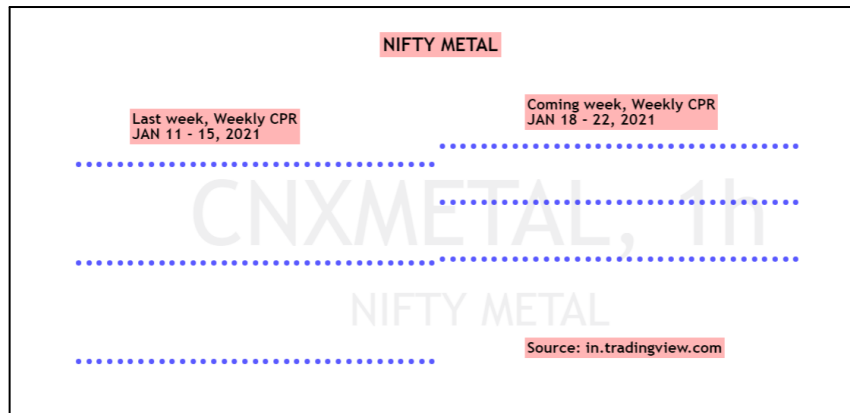 NIFTY METAL
Last week, Weekly CPR
JAN 11 - 15, 2021
Coming week, Weekly CPR
JAN 18 - 22, 2021
CNXMETAL, 1h
NIFTY METAL
Source: in.tradingview.com